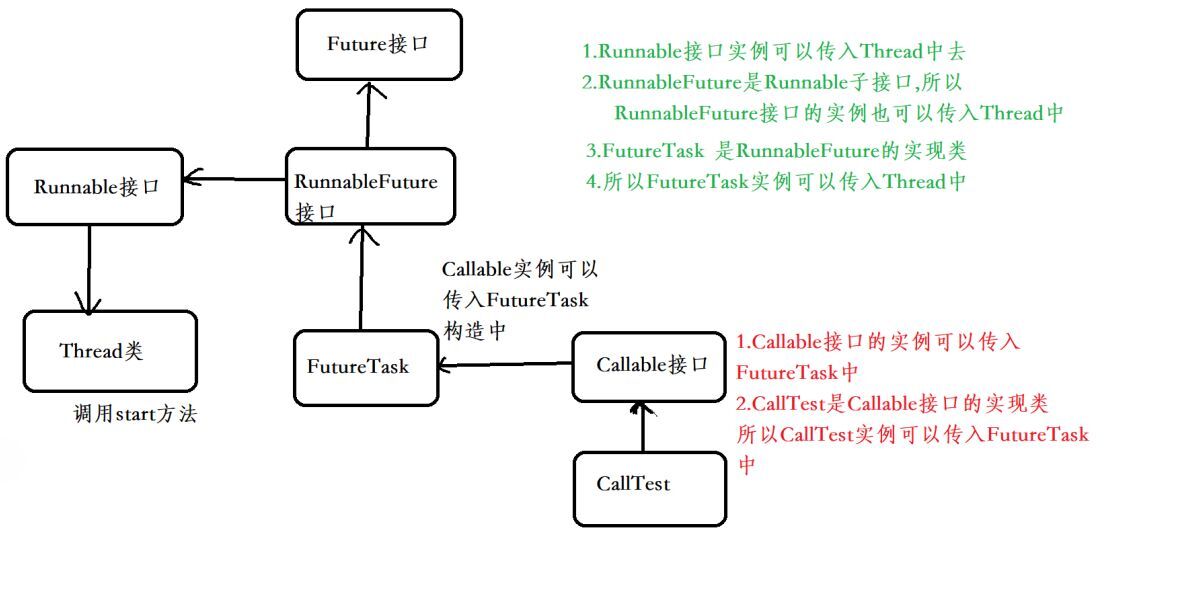 Future接口
1.Runnable接口实例可以传入Thread中去
2.RunnableFuture是Runnable子接口,所以
RunnableFuture接口的实例也可以传入Thread中
3.FutureTask 是RunnableFuture的实现类
4.所以FutureTask实例可以传入Thread中
Runnable接口
RunnableFuture
接口
Callable实例可以
传入FutureTask
构造中
Thread类
调用start方法
FutureTask
Callable接口
1.Callable接口的实例可以传入
FutureTask中
2.CallTest是Callable接口的实现类
所以CallTest实例可以传入FutureTask
中
CallTest